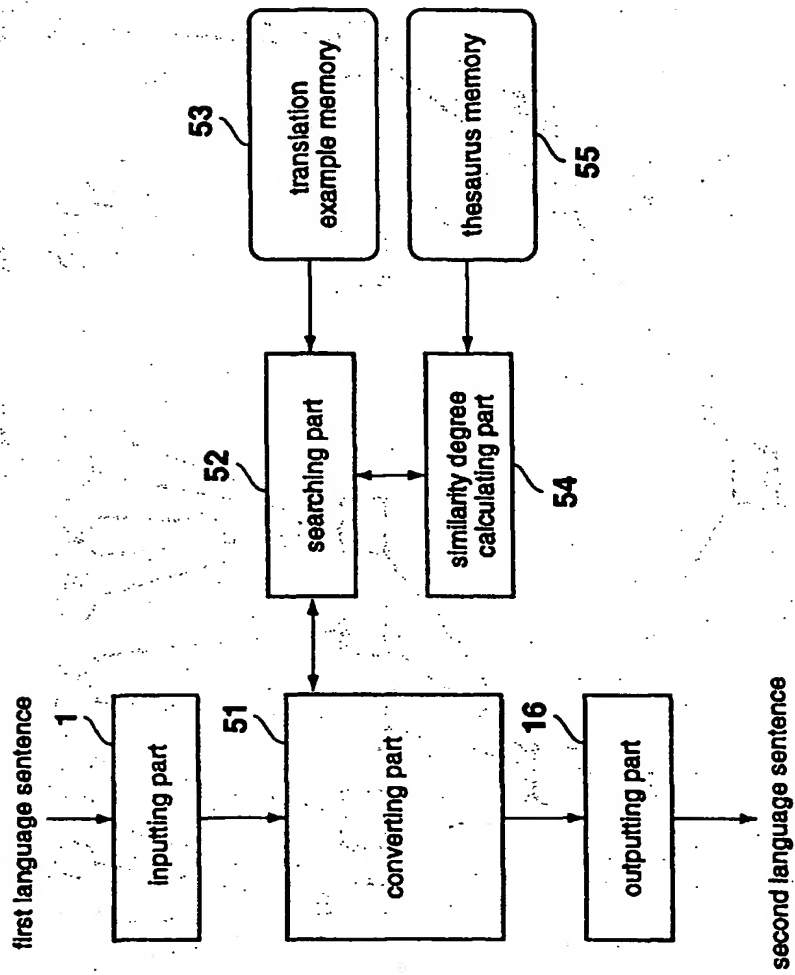 first language sentence
1
inputting part
51
converting part
16
outputting part
second language sentence
52
searching part
similarity degree
calculating part
54
53
translation
example memory
thesaurus memory
55